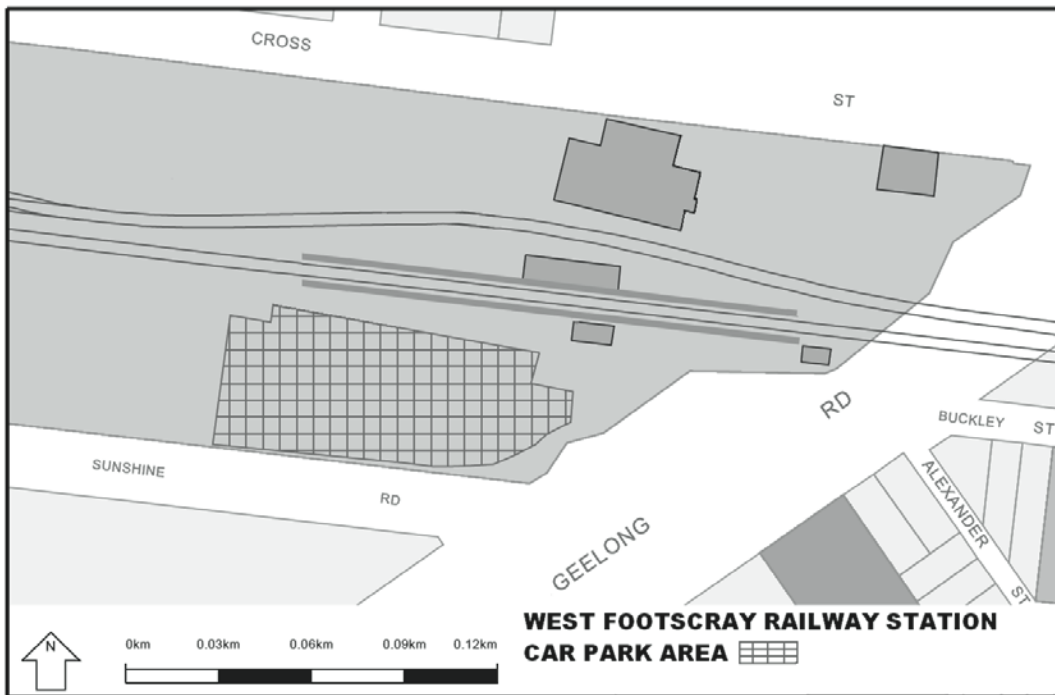 CROSS
ST
RD
BUCKLEY ST
ALEXANDER
ST
SUNSHINE
RD
GEELONG
N
0km 0.03km 0.06km 0.09km 0.12km
WEST FOOTSCRAY RAILWAY STATION
CAR PARK AREA